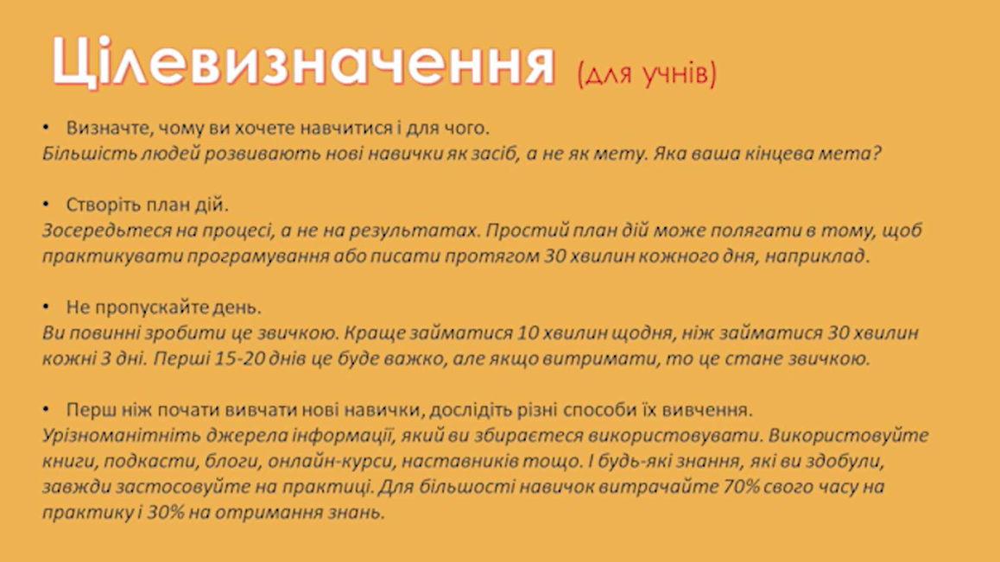 Цілевизначення (для учнів)
• Визначте, чому ви хочете навчитися і для чого.
Більшість людей розвивають нові навички як засіб, а не як мету. Яка ваша кінцева мета?
• Створіть план дій.
Зосередьтеся на процесі, а не на результатах. Простий план дій може полягати в тому, щоб
практикувати програмування або писати протягом 30 хвилин кожного дня, наприклад.
• Не пропускайте день.
Ви повинні зробити це звичкою. Краще займатися 10 хвилин щодня, ніж займатися 30 хвилин
кожні 3 дні. Перші 15-20 днів це буде важко, але якщо витримати, то це стане звичкою.
• Перш ніж почати вивчати нові навички, дослідіть різні способи їх вивчення.
Урізноманітніть джерела інформації, який ви збираєтеся використовувати. Використовуйте
книги, подкасти, блоги, онлайн-курси, наставників тощо. І будь-які знання, які ви здобули,
завжди застосовуйте на практиці. Для більшості навичок витрачайте 70% свого часу на
практику і 30% на отримання знань.